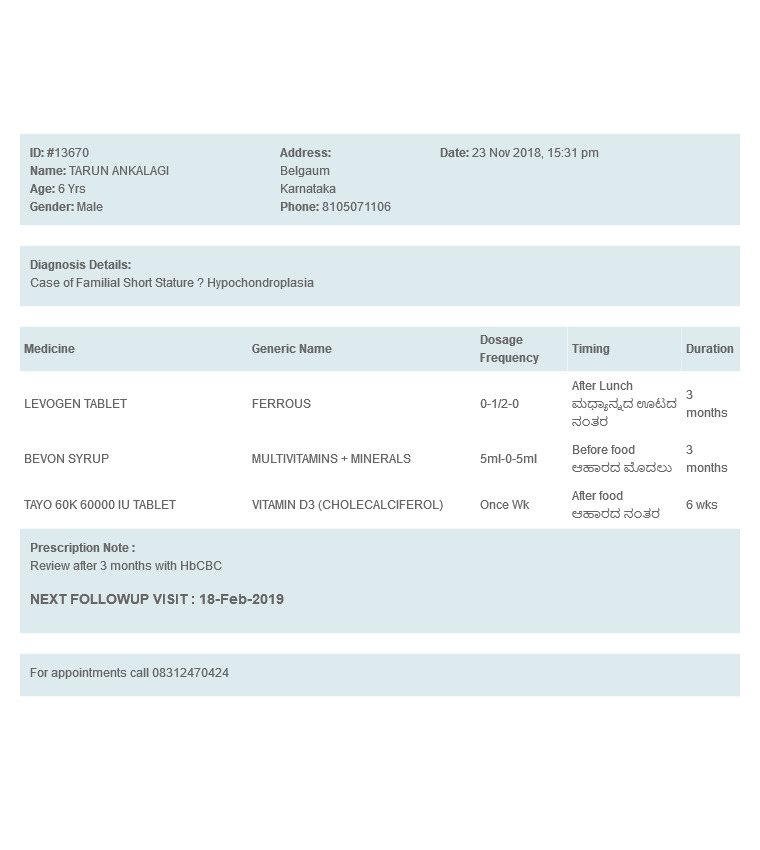 ID: #13670 Address: Date: 23 Nov 2018, 15:31 pm
Name: TARUN ANKALAGI Belgaum
Age: 6 Yrs Karnataka
Gender: Male Phone: 8105071106
Diagnosis Details:
Case of Familial Short Stature ? Hypochondroplasia
Medicine Generic Name Dosage Frequency Timing Duration
LEVOGEN TABLET FERROUS 0-1/2-0 After Lunch ಮಧ್ಯಾನ್ನದ ಊಟದ ನಂತರ 3 months
BEVON SYRUP MULTIVITAMINS + MINERALS 5ml-0-5ml Before food ಆಹಾರದ ಮೊದಲು 3 months
TAYO 60K 60000 IU TABLET VITAMIN D3 (CHOLECALCIFEROL) Once Wk After food ಆಹಾರದ ನಂತರ 6 wks
Prescription Note :
Review after 3 months with HbCBC
NEXT FOLLOWUP VISIT : 18-Feb-2019
For appointments call 08312470424